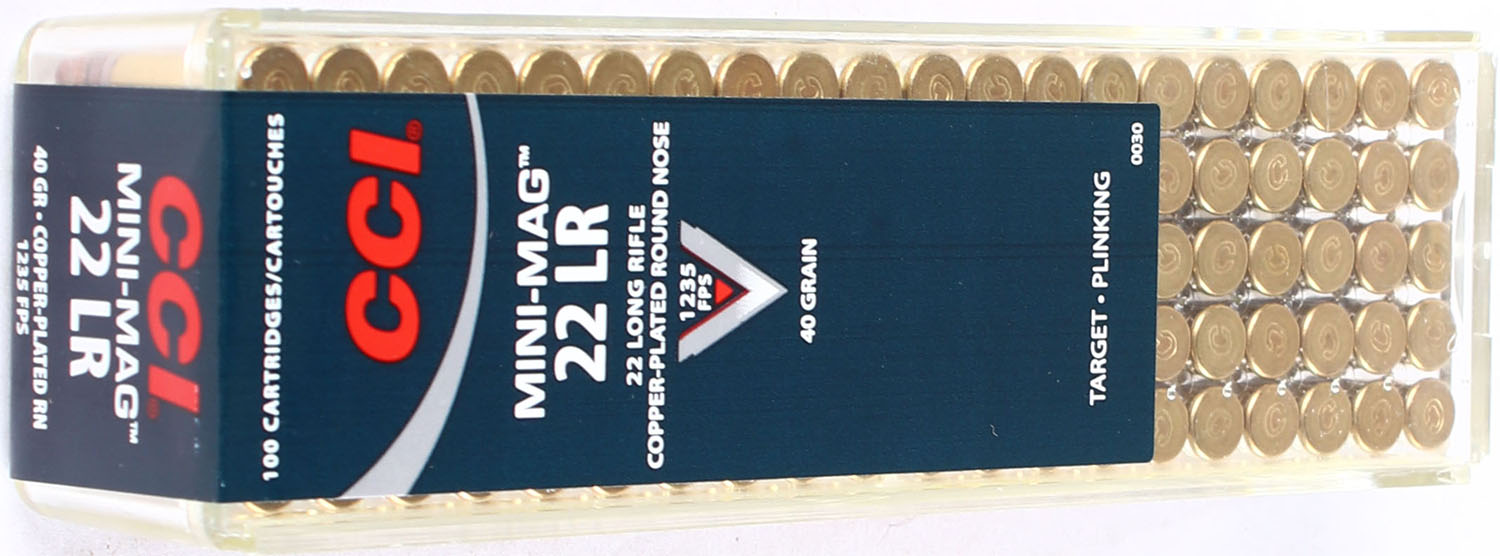 CCI
MINI-MAG™
22 LR
40 GR • COPPER-PLATED RN
1235 FPS
100 CARTRIDGES/CARTOUCHES
CCI®
MINI-MAG™
22 LR
22 LONG RIFLE
COPPER-PLATED ROUND NOSE
1235
FPS
40 GRAIN
TARGET • PLINKING
0030